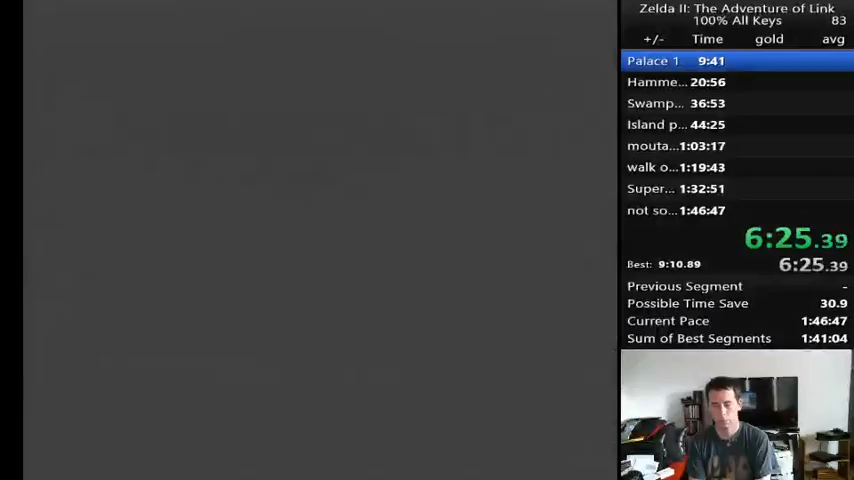 Zelda II: The Adventure of Link
100% All Keys 83
+/- Time gold avg
Palace 1 9:41
Hamme... 20:56
Swamp... 36:53
Island p... 44:25
mouta... 1:03:17
walk o... 1:19:43
Super... 1:32:51
not so... 1:46:47
6:25.39
Best: 9:10.89 6:25.39
Previous Segment -
Possible Time Save 30.9
Current Pace 1:46:47
Sum of Best Segments 1:41:04